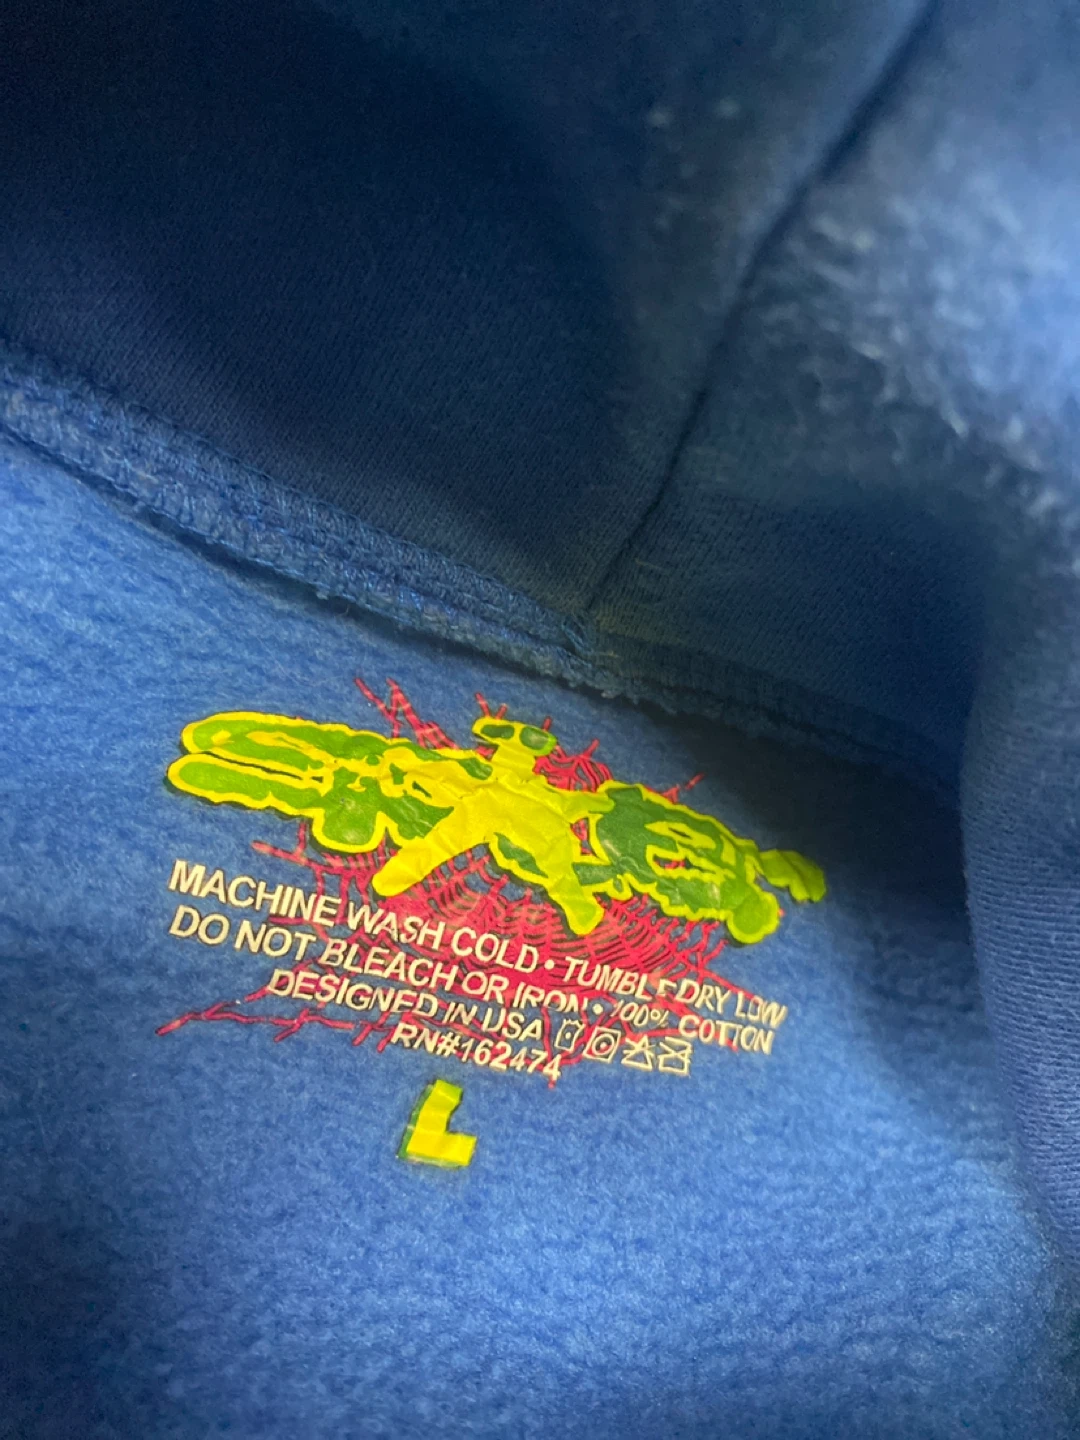 MACHINE WASH COLD • TUMBLE DRY LOW
DO NOT BLEACH OR IRON • 100% COTTON
DESIGNED IN USA
RN#162474
L